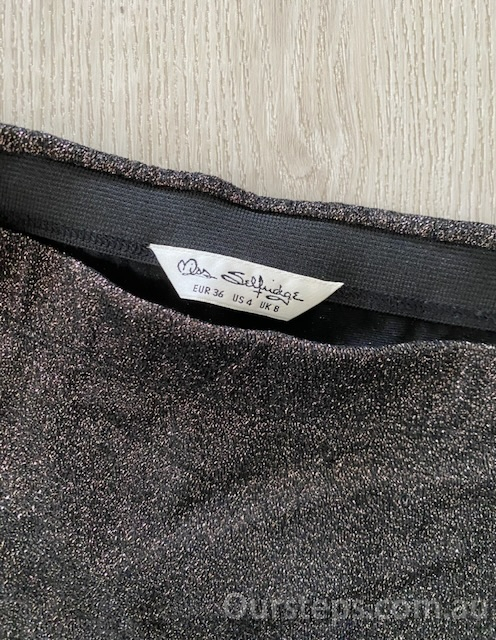 Miss Selfridge
EUR 36 US 4 UK 8
Oursteps.com.au